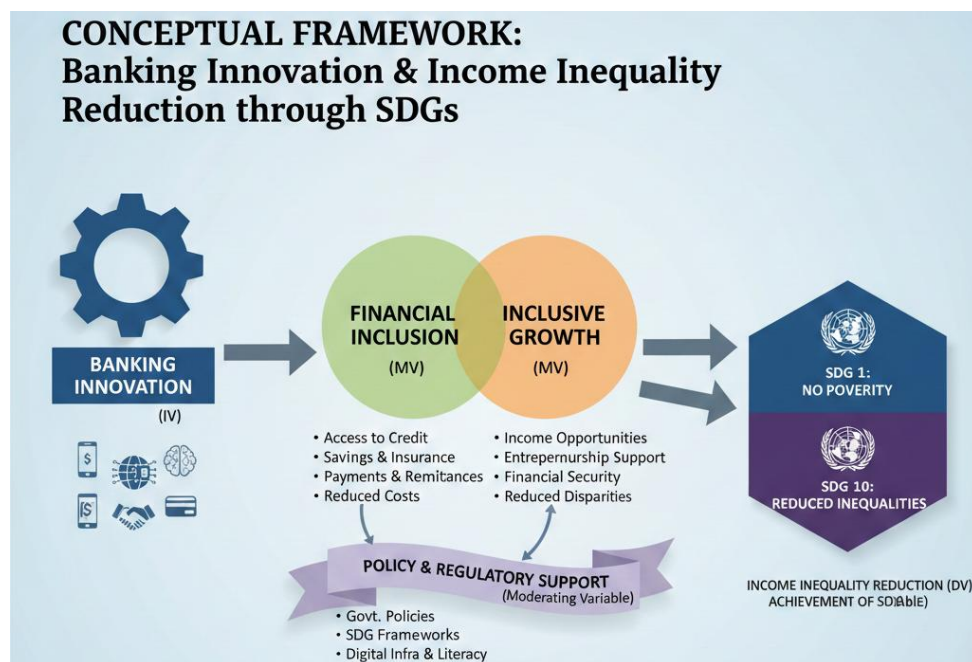 CONCEPTUAL FRAMEWORK:
Banking Innovation & Income Inequality
Reduction through SDGs
BANKING
INNOVATION
(IV)
$
$
FINANCIAL
INCLUSION
(MV)
INCLUSIVE
GROWTH
(MV)
• Access to Credit
• Savings & Insurance
• Payments & Remitances
• Reduced Costs
• Income Opportunities
• Entrepernurship Support
• Financial Security
• Reduced Disparities
POLICY & REGULATORY SUPPORT
(Moderating Variable)
• Govt. Policies
• SDG Frameworks
• Digital Infra & Literacy
SDG 1:
NO POVERITY
SDG 10:
REDUCED INEQUALITIES
INCOME INEQUALITY REDUCTION (DV)
ACHIEVEMENT OF